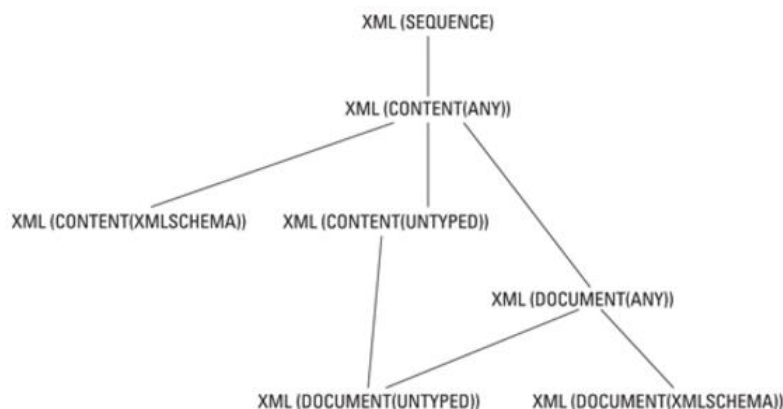 XML (SEQUENCE)
XML (CONTENT(ANY))
XML (CONTENT(XMLSCHEMA))
XML (CONTENT(UNTYPED))
XML (DOCUMENT(ANY))
XML (DOCUMENT(UNTYPED))
XML (DOCUMENT(XMLSCHEMA))